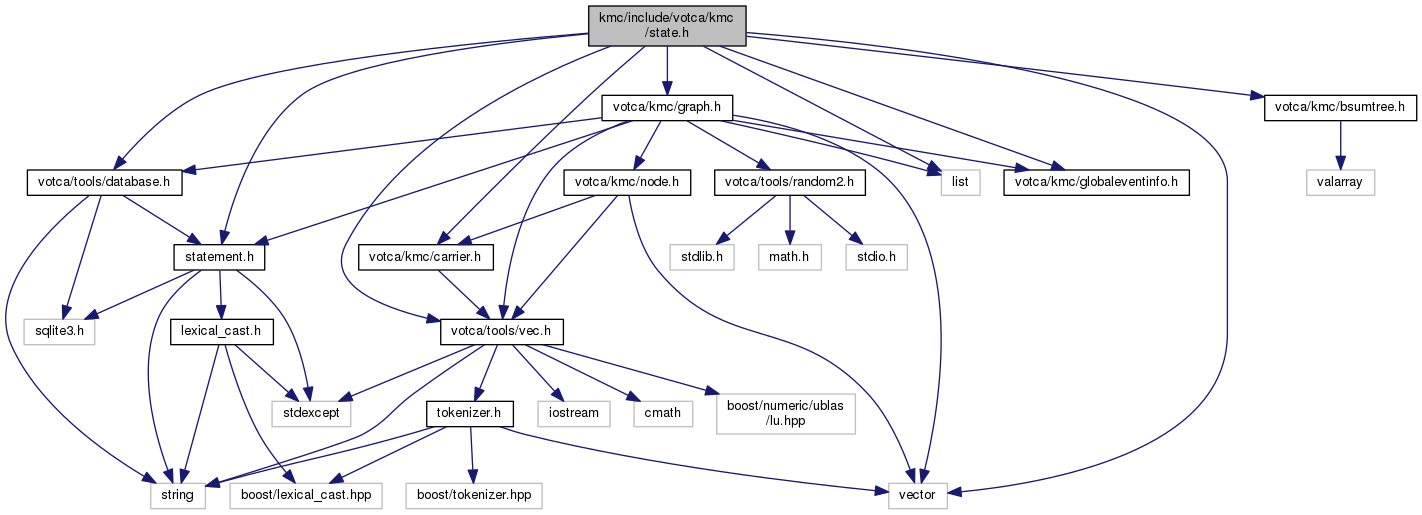 kmc/include/votca/kmc
/state.h
votca/kmc/graph.h
votca/kmc/bsumtree.h
votca/tools/database.h
votca/kmc/node.h
votca/tools/random2.h
list
votca/kmc/globaleventinfo.h
valarray
statement.h
votca/kmc/carrier.h
stdlib.h
math.h
stdio.h
sqlite3.h
lexical_cast.h
votca/tools/vec.h
stdexcept
tokenizer.h
iostream
cmath
boost/numeric/ublas
/lu.hpp
string
boost/lexical_cast.hpp
boost/tokenizer.hpp
vector